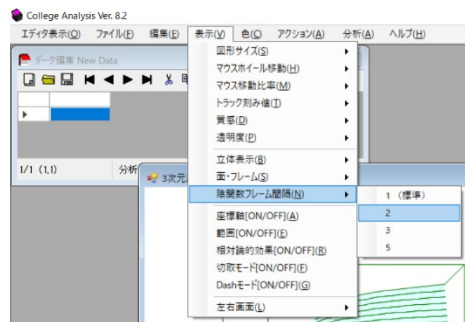 College Analysis Ver. 8.2
エディタ表示(O) ファイル(F) 編集(E) 表示(V) 色(C) アクション(A) 分析(A) ヘルプ(H)
データ編集 New Data
図形サイズ(S)
マウスホイール移動(H)
マウス移動比率(M)
トラック刻み値(T)
質感(D)
透明度(P)
1/1 (1,1)
分析
立体表示(B)
3次元
面・フレーム(S)
陰関数フレーム間隔(N)
1 (標準)
2
3
5
座標軸[ON/OFF](A)
範囲[ON/OFF](E)
相対論的効果[ON/OFF](R)
切取モード[ON/OFF](F)
Dashモード[ON/OFF](G)
左右画面(L)